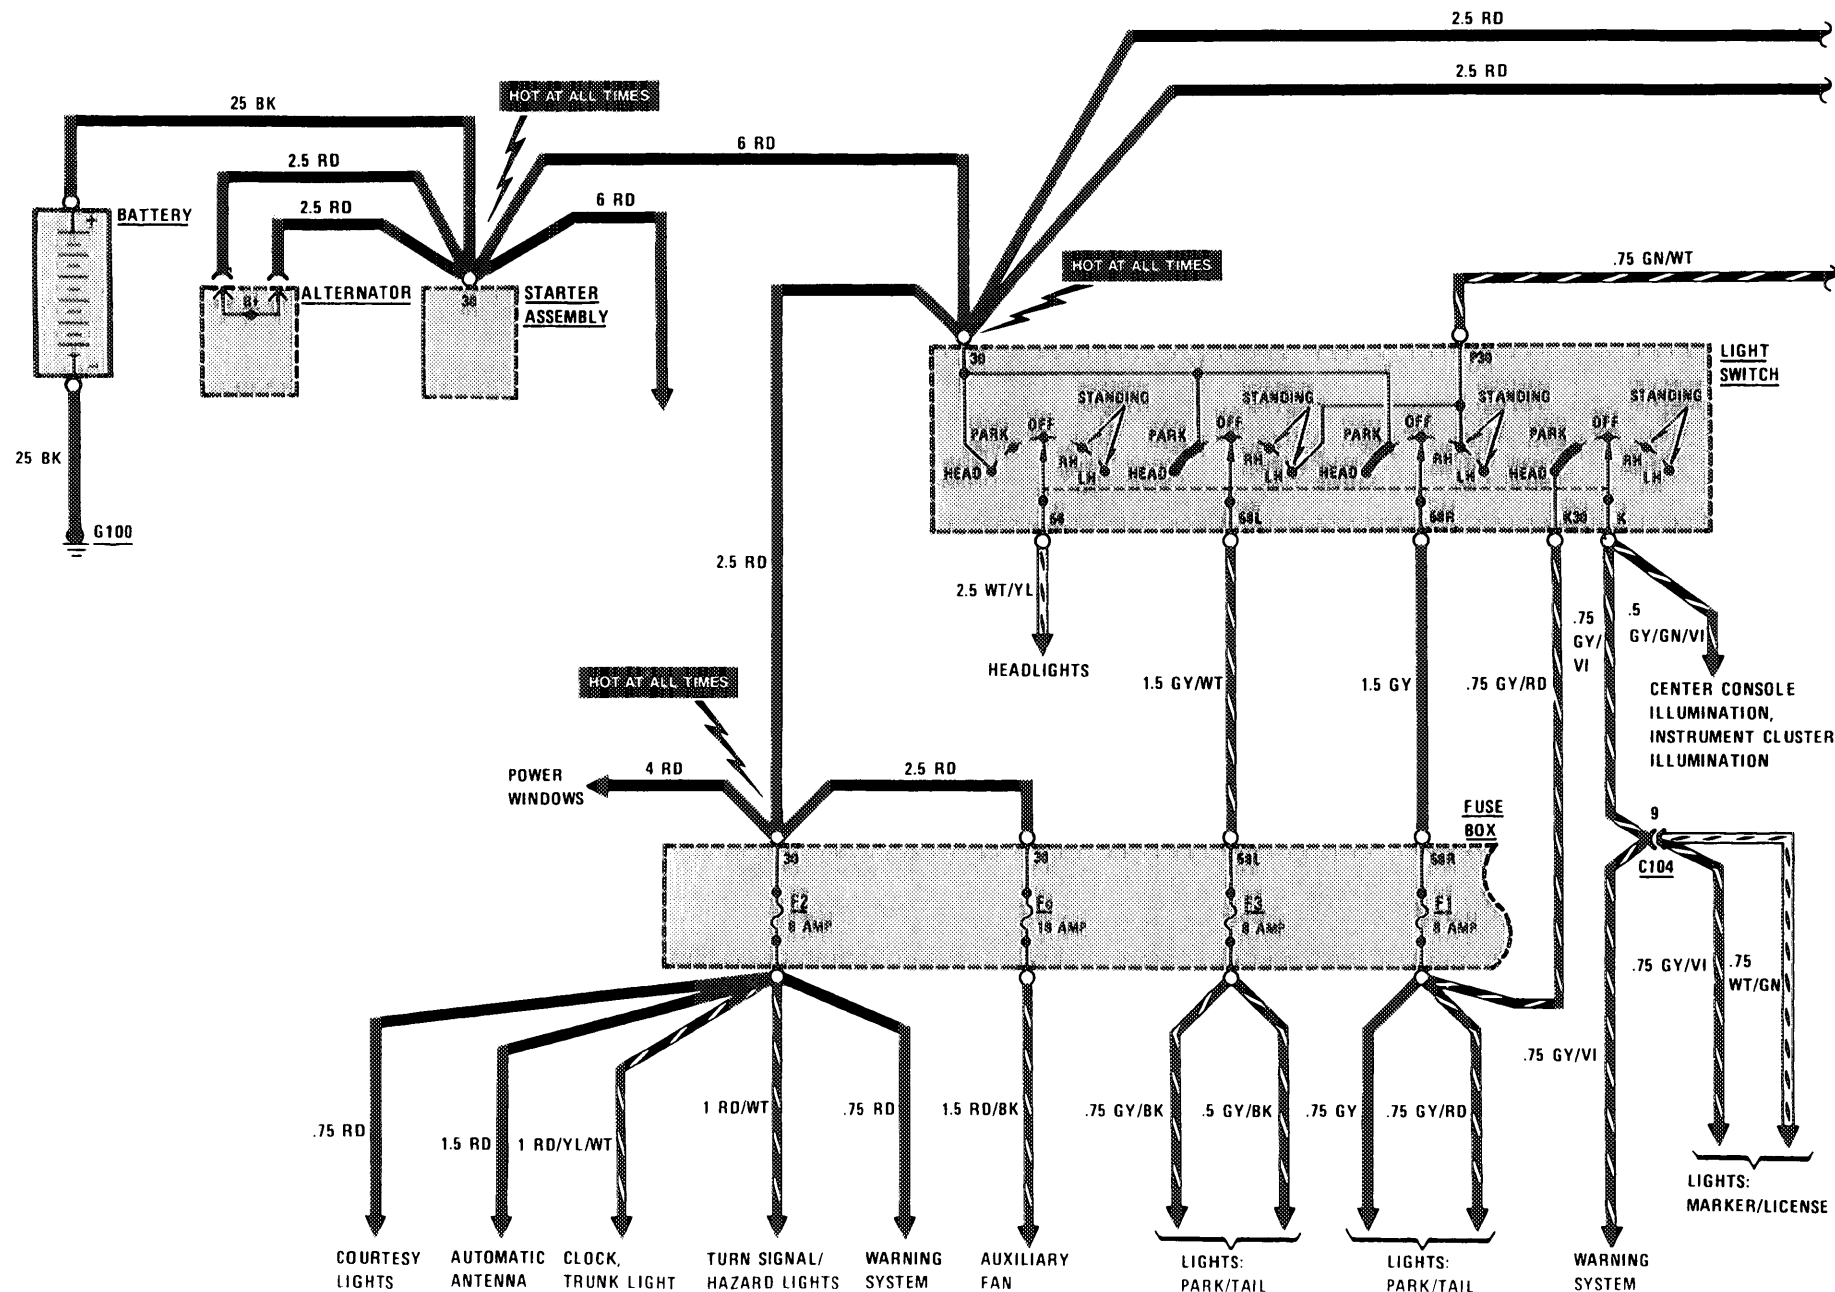 2.5 RD
2.5 RD
HOT AT ALL TIMES
25 BK
6 RD
2.5 RD
6 RD
2.5 RD
BATTERY
+
-
ALTERNATOR
30
STARTER
ASSEMBLY
25 BK
G100
HOT AT ALL TIMES
.75 GN/WT
30
P30
LIGHT
SWITCH
STANDING
STANDING
STANDING
STANDING
PARK
OFF
HEAD
RH
LH
PARK
OFF
HEAD
RH
LH
PARK
OFF
HEAD
RH
LH
PARK
OFF
HEAD
RH
LH
58L
58R
K30
K
2.5 RD
2.5 WT/YL
HEADLIGHTS
1.5 GY/WT
1.5 GY
.75 GY/RD
.75
GY/
VI
.5
GY/GN/VI
CENTER CONSOLE
ILLUMINATION,
INSTRUMENT CLUSTER
ILLUMINATION
HOT AT ALL TIMES
POWER
WINDOWS
4 RD
2.5 RD
FUSE
BOX
9
C104
30
30
58L
58R
F2
8 AMP
F3
8 AMP
F1
8 AMP
.75 GY/VI
.75
WT/GN
.75 RD
1.5 RD
1 RD/YL/WT
1 RD/WT
.75 RD
1.5 RD/BK
.75 GY/BK
.5 GY/BK
.75 GY
.75 GY/RD
.75 GY/VI
LIGHTS:
MARKER/LICENSE
COURTESY
LIGHTS
AUTOMATIC
ANTENNA
CLOCK,
TRUNK LIGHT
TURN SIGNAL/
HAZARD LIGHTS
WARNING
SYSTEM
AUXILIARY
FAN
LIGHTS:
PARK/TAIL
LIGHTS:
PARK/TAIL
WARNING
SYSTEM